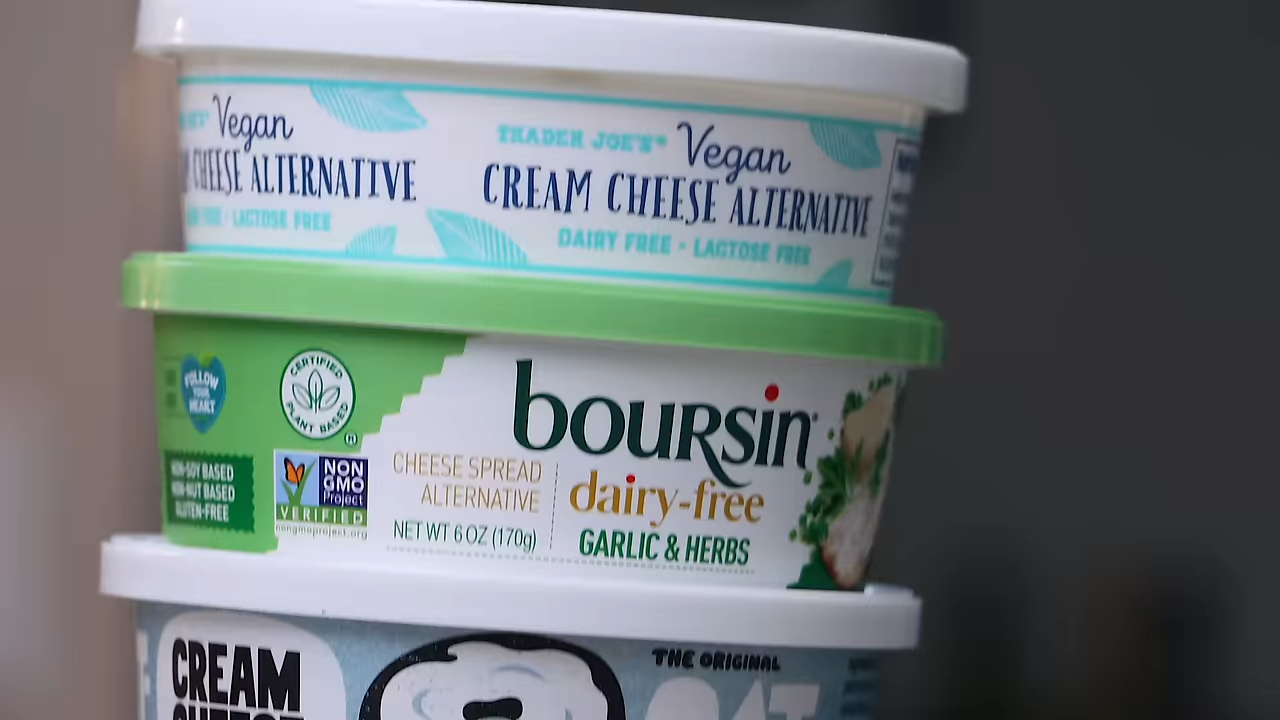 Vegan
CHEESE ALTERNATIVE
LACTOSE FREE
TRADER JOE'S® Vegan
CREAM CHEESE ALTERNATIVE
DAIRY FREE • LACTOSE FREE
FOLLOW
YOUR
HEART
CERTIFIED
PLANT BASED
NON-SOY BASED
NON-NUT BASED
GLUTEN-FREE
NON
GMO
Project
VERIFIED
nongmoproject.org
CHEESE SPREAD
ALTERNATIVE
NET WT 6 OZ (170g)
boursin
dairy-free
GARLIC & HERBS
CREAM
CHEESE
THE ORIGINAL
OAT